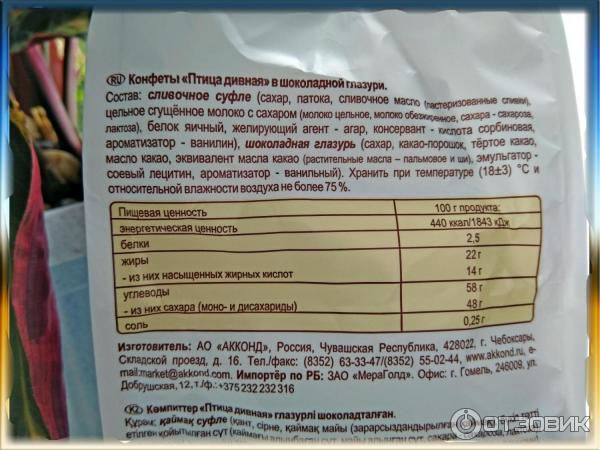 RU Конфеты «Птица дивная» в шоколадной глазури.
Состав: сливочное суфле (сахар, патока, сливочное масло (пастеризованные сливки),
цельное сгущённое молоко с сахаром (молоко цельное, молоко обезжиренное, сахара - сахароза,
лактоза), белок яичный, желирующий агент - агар, консервант - кислота сорбиновая,
ароматизатор - ванилин), шоколадная глазурь (сахар, какао-порошок, тёртое какао,
масло какао, эквивалент масла какао (растительные масла – пальмовое и ши), эмульгатор -
соевый лецитин, ароматизатор - ванильный). Хранить при температуре (18±3) °С и
относительной влажности воздуха не более 75 %.
Пищевая ценность 100 г продукта:
энергетическая ценность 440 ккал/1843 кДж
белки 2,5
жиры 22 г
- из них насыщенных жирных кислот 14 г
углеводы 58 г
- из них сахара (моно- и дисахариды) 48 г
соль 0,25 г
Изготовитель: АО «АККОНД», Россия, Чувашская Республика, 428022, г. Чебоксары,
Складской проезд, д. 16. Тел./факс: (8352) 63-33-47/(8352) 55-02-44, www.akkond.ru, e-
mail:market@akkond.com. Импортёр по РБ: ЗАО «МераГолд». Офис: г. Гомель, 246009, ул.
Добрушская, 12, т./ф.: +375 232 232 316
KZ Кәмпиттер «Птица дивная» глазурлі шоколадталған.
Құрам: қаймақ суфле (қант, сірне, қаймақ майы
ОТЗОВИК